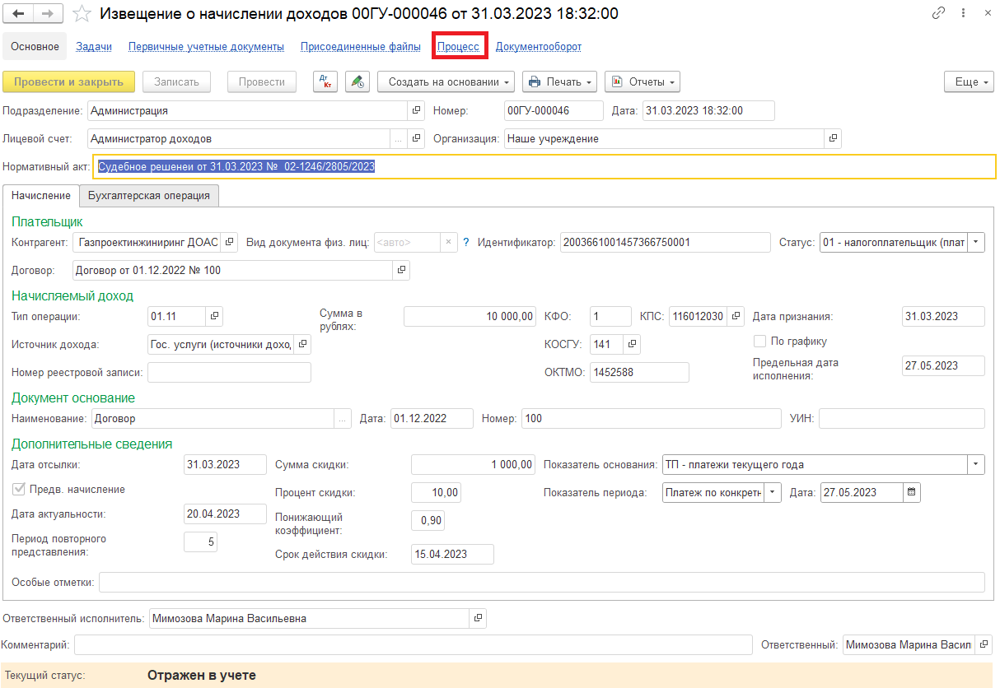 Извещение о начислении доходов 00ГУ-000046 от 31.03.2023 18:32:00
Основное Задачи Первичные учетные документы Присоединенные файлы Процесс Документооборот
Провести и закрыть Записать Провести Дт Кт Создать на основании Печать Отчеты Еще
Подразделение: Администрация Номер: 00ГУ-000046 Дата: 31.03.2023 18:32:00
Лицевой счет: Администратор доходов ... Организация: Наше учреждение
Нормативный акт: Судебное решенеи от 31.03.2023 № 02-1246/2805/2023
Начисление Бухгалтерская операция
Плательщик
Контрагент: Газпроектинжиниринг ДОАС Вид документа физ. лиц: <авто> × ? Идентификатор: 2003661001457366750001 Статус: 01 - налогоплательщик (плат
Договор: Договор от 01.12.2022 № 100
Начисляемый доход
Тип операции: 01.11 Сумма в рублях: 10 000,00 КФО: 1 КПС: 116012030 Дата признания: 31.03.2023
Источник дохода: Гос. услуги (источники доход КОСГУ: 141 По графику
Номер реестровой записи: ОКТМО: 1452588 Предельная дата исполнения: 27.05.2023
Документ основание
Наименование: Договор ... Дата: 01.12.2022 Номер: 100 УИН:
Дополнительные сведения
Дата отсылки: 31.03.2023 Сумма скидки: 1 000,00 Показатель основания: ТП - платежи текущего года
Предв. начисление Процент скидки: 10,00 Показатель периода: Платеж по конкретн Дата: 27.05.2023
Дата актуальности: 20.04.2023 Понижающий коэффициент: 0,90
Период повторного представления: 5 Срок действия скидки: 15.04.2023
Особые отметки:
Ответственный исполнитель: Мимозова Марина Васильевна
Комментарий: Ответственный: Мимозова Марина Васил
Текущий статус: Отражен в учете